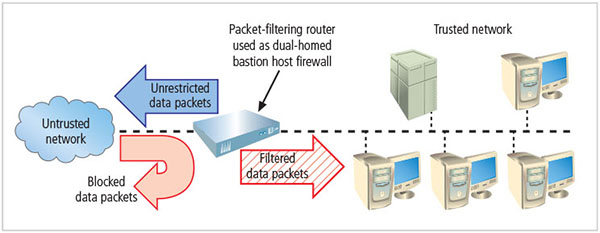 Packet-filtering router
used as dual-homed
bastion host firewall
Trusted network
Unrestricted
data packets
Untrusted
network
Blocked
data packets
Filtered
data packets